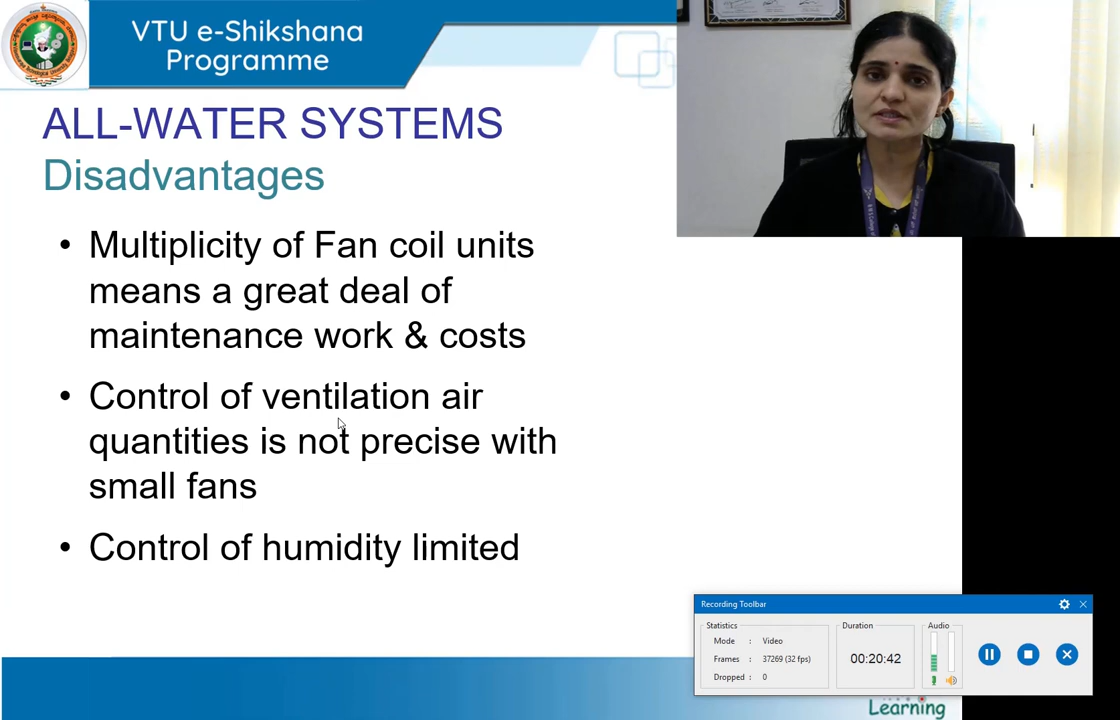 VTU e-Shikshana
Programme
ALL-WATER SYSTEMS
Disadvantages
• Multiplicity of Fan coil units
means a great deal of
maintenance work & costs
• Control of ventilation air
quantities is not precise with
small fans
• Control of humidity limited
Recording Toolbar
Statistics
Mode : Video
Frames : 37269 (32 fps)
Dropped : 0
Duration
00:20:42
Audio
Learning